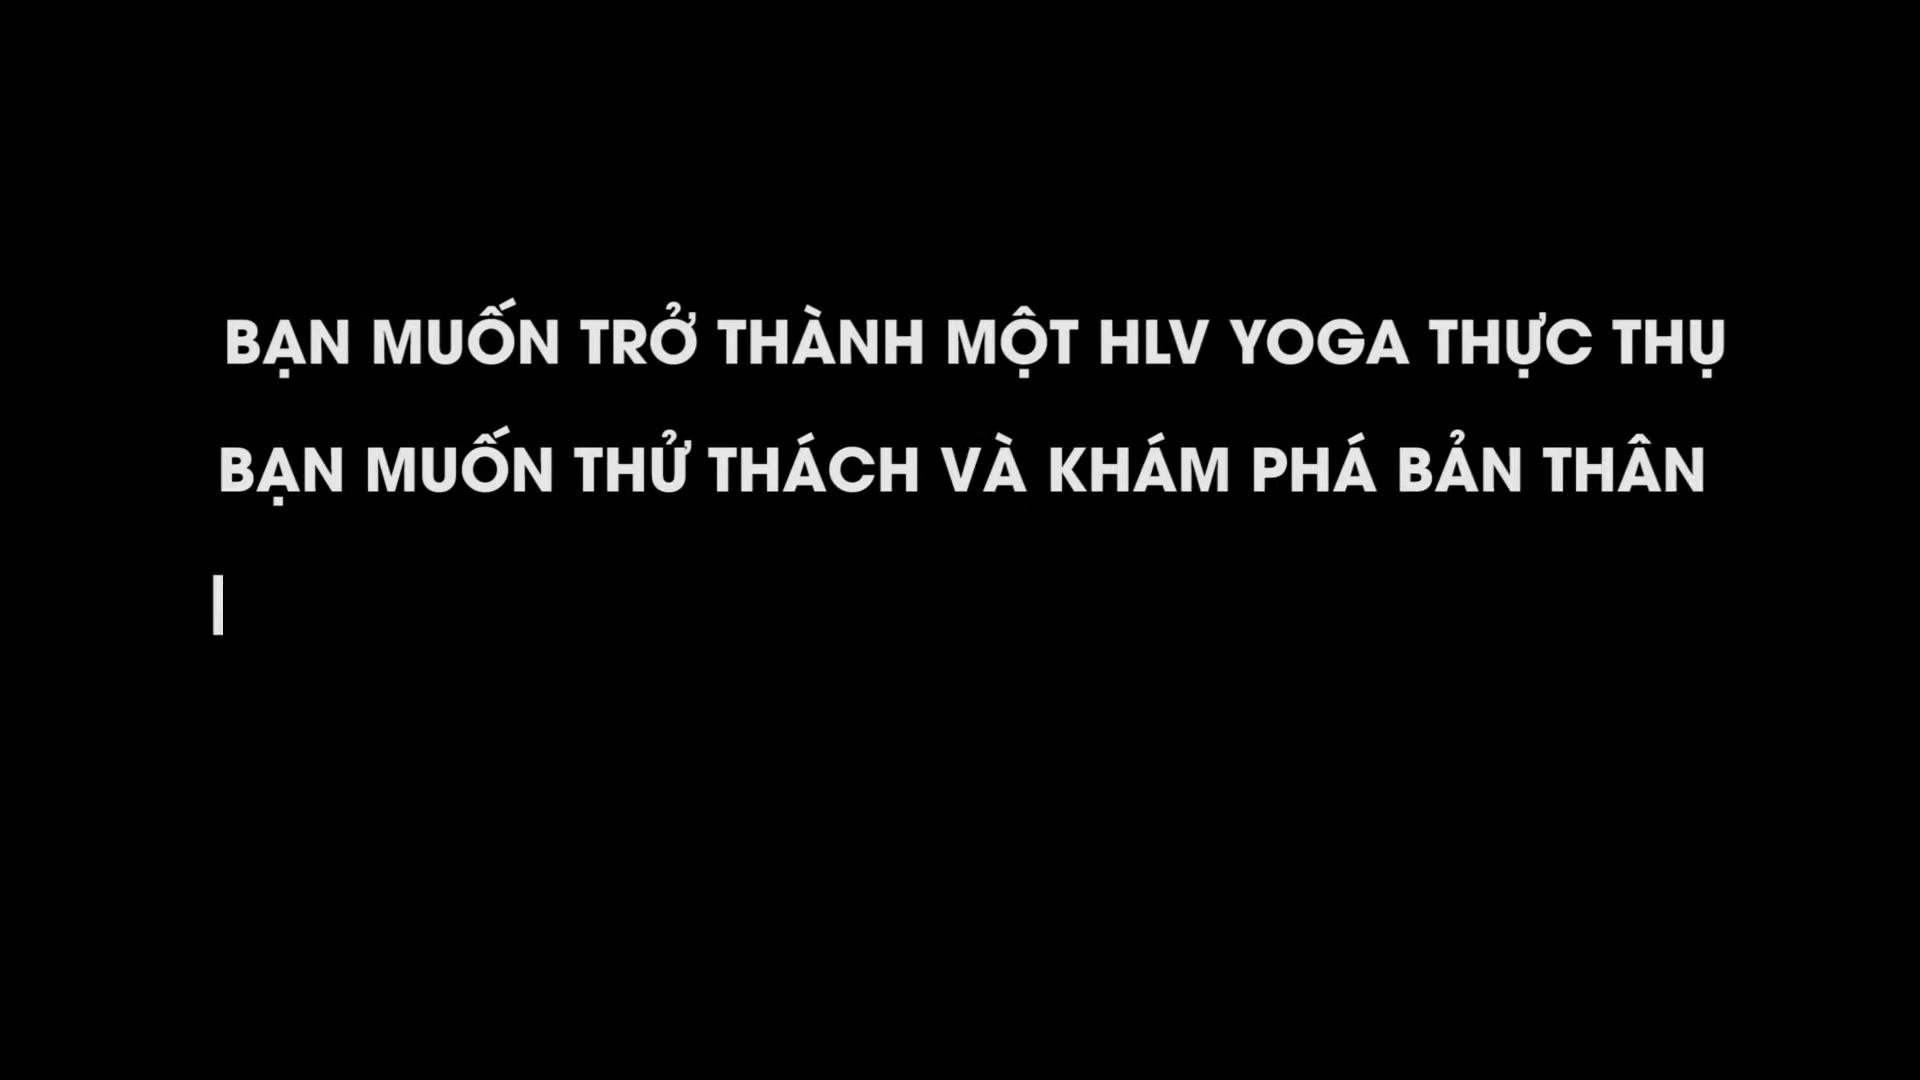 BẠN MUỐN TRỞ THÀNH MỘT HLV YOGA THỰC THỤ
BẠN MUỐN THỬ THÁCH VÀ KHÁM PHÁ BẢN THÂN